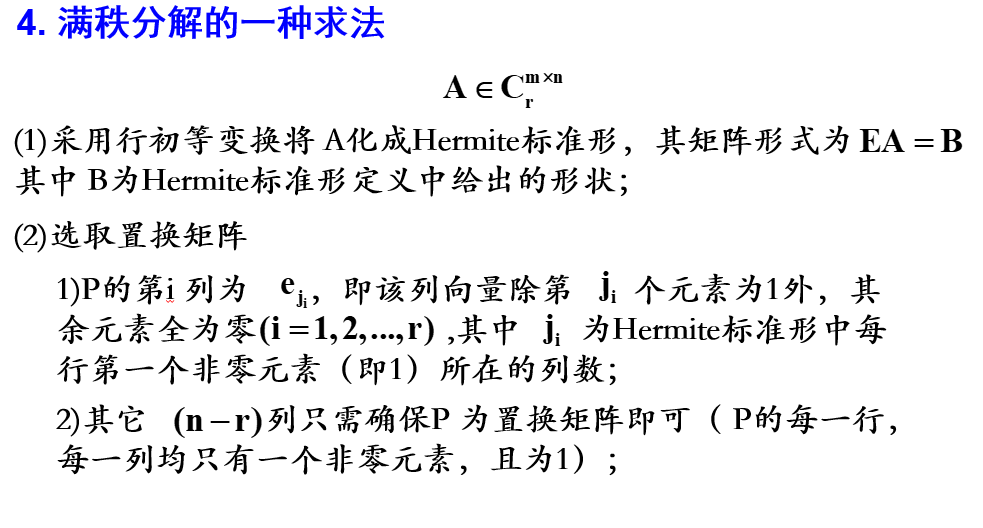 4. 满秩分解的一种求法
A ∈ C_r^{m×n}
(1)采用行初等变换将 A化成Hermite标准形，其矩阵形式为 EA = B
其中 B为Hermite标准形定义中给出的形状；
(2)选取置换矩阵
1)P的第i 列为 e_{j_i}，即该列向量除第 j_i 个元素为1外，其
余元素全为零(i = 1,2,...,r) ,其中 j_i 为Hermite标准形中每
行第一个非零元素（即1）所在的列数；
2)其它 (n – r)列只需确保P 为置换矩阵即可（ P的每一行，
每一列均只有一个非零元素，且为1）；